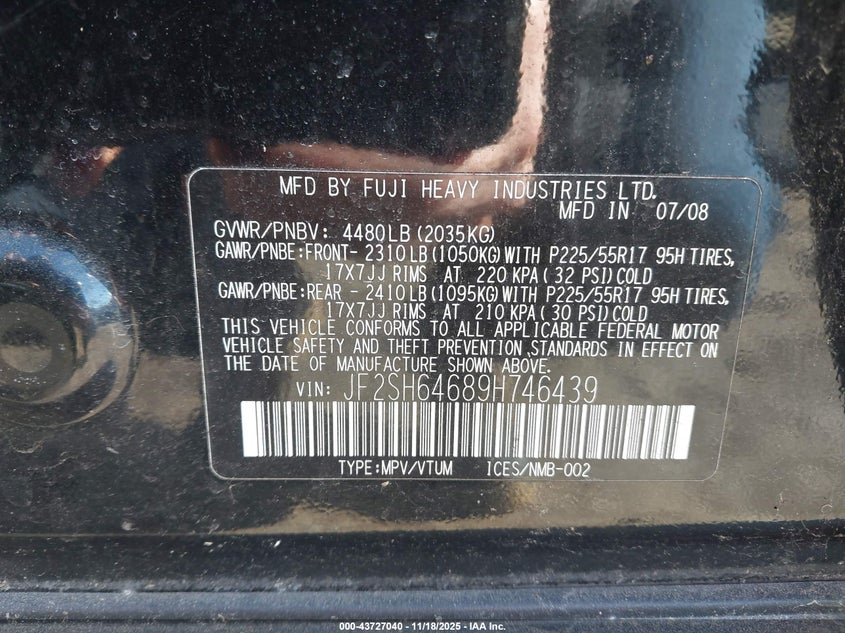 MFD BY FUJI HEAVY INDUSTRIES LTD.
MFD IN 07/08
GVWR/PNBV: 4480LB (2035KG)
GAWR/PNBE:FRONT-2310LB(1050KG)WITH P225/55R17 95H TIRES,
17X7JJ RIMS AT 220 KPA(32 PSI)COLD
GAWR/PNBE:REAR -2410LB(1095KG)WITH P225/55R17 95H TIRES,
17X7JJ RIMS AT 210 KPA(30 PSI)COLD
THIS VEHICLE CONFORMS TO ALL APPLICABLE FEDERAL MOTOR
VEHICLE SAFETY AND THEFT PREVENTION STANDARDS IN EFFECT ON
THE DATE OF MANUFACTURE SHOWN ABOVE.
VIN: JF2SH64689H746439
TYPE:MPV/VTUM ICES/NMB-002
000-43727040 - 11/18/2025 - IAA Inc.